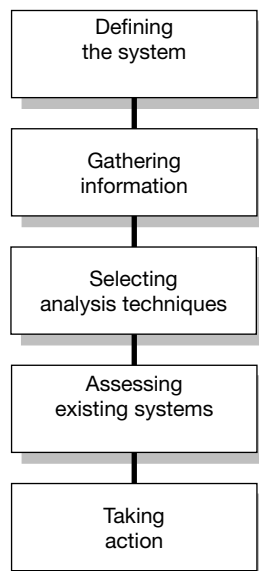 Defining
the system
Gathering
information
Selecting
analysis techniques
Assessing
existing systems
Taking
action